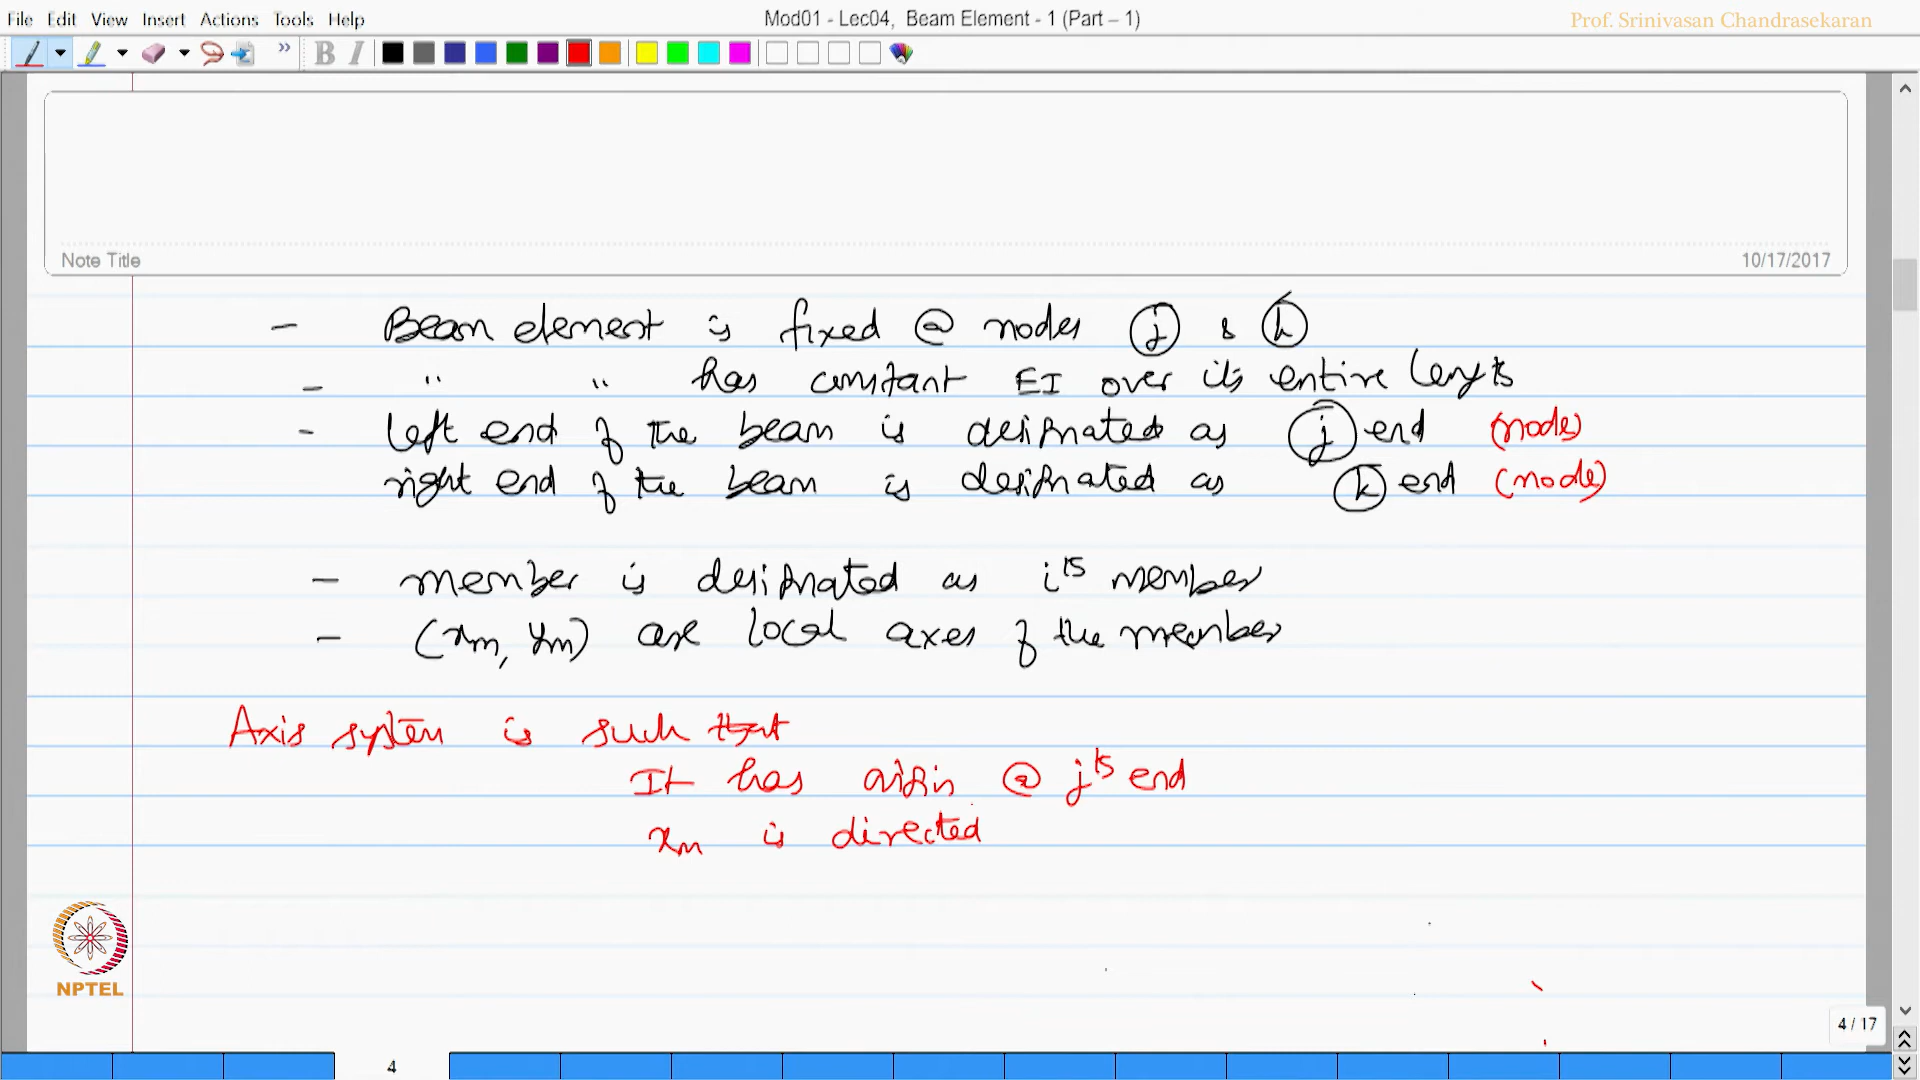 File Edit View Insert Actions Tools Help
Mod01 - Lec04, Beam Element - 1 (Part – 1)
Prof. Srinivasan Chandrasekaran
B I
Note Title
10/17/2017
- Beam element is fixed @ nodes j & k
- " " has constant EI over its entire length
- left end of the beam is designated as j end (node)
right end of the beam is designated as k end (node)
- member is designated as ith member
- (xm, ym) are local axes of the member
Axis system is such that
It has origin @ jth end
xm is directed
NPTEL
4 / 17
4